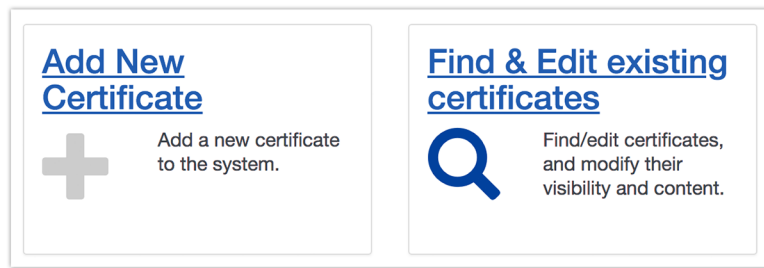 Add New
Certificate
Add a new certificate
to the system.
Find & Edit existing
certificates
Find/edit certificates,
and modify their
visibility and content.